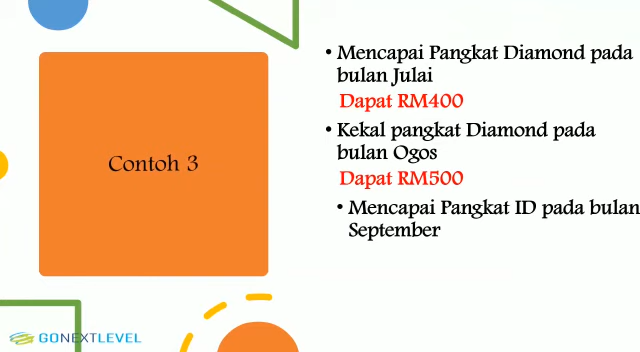 Contoh 3
• Mencapai Pangkat Diamond pada
bulan Julai
Dapat RM400
• Kekal pangkat Diamond pada
bulan Ogos
Dapat RM500
• Mencapai Pangkat ID pada bulan
September
GONEXTLEVEL